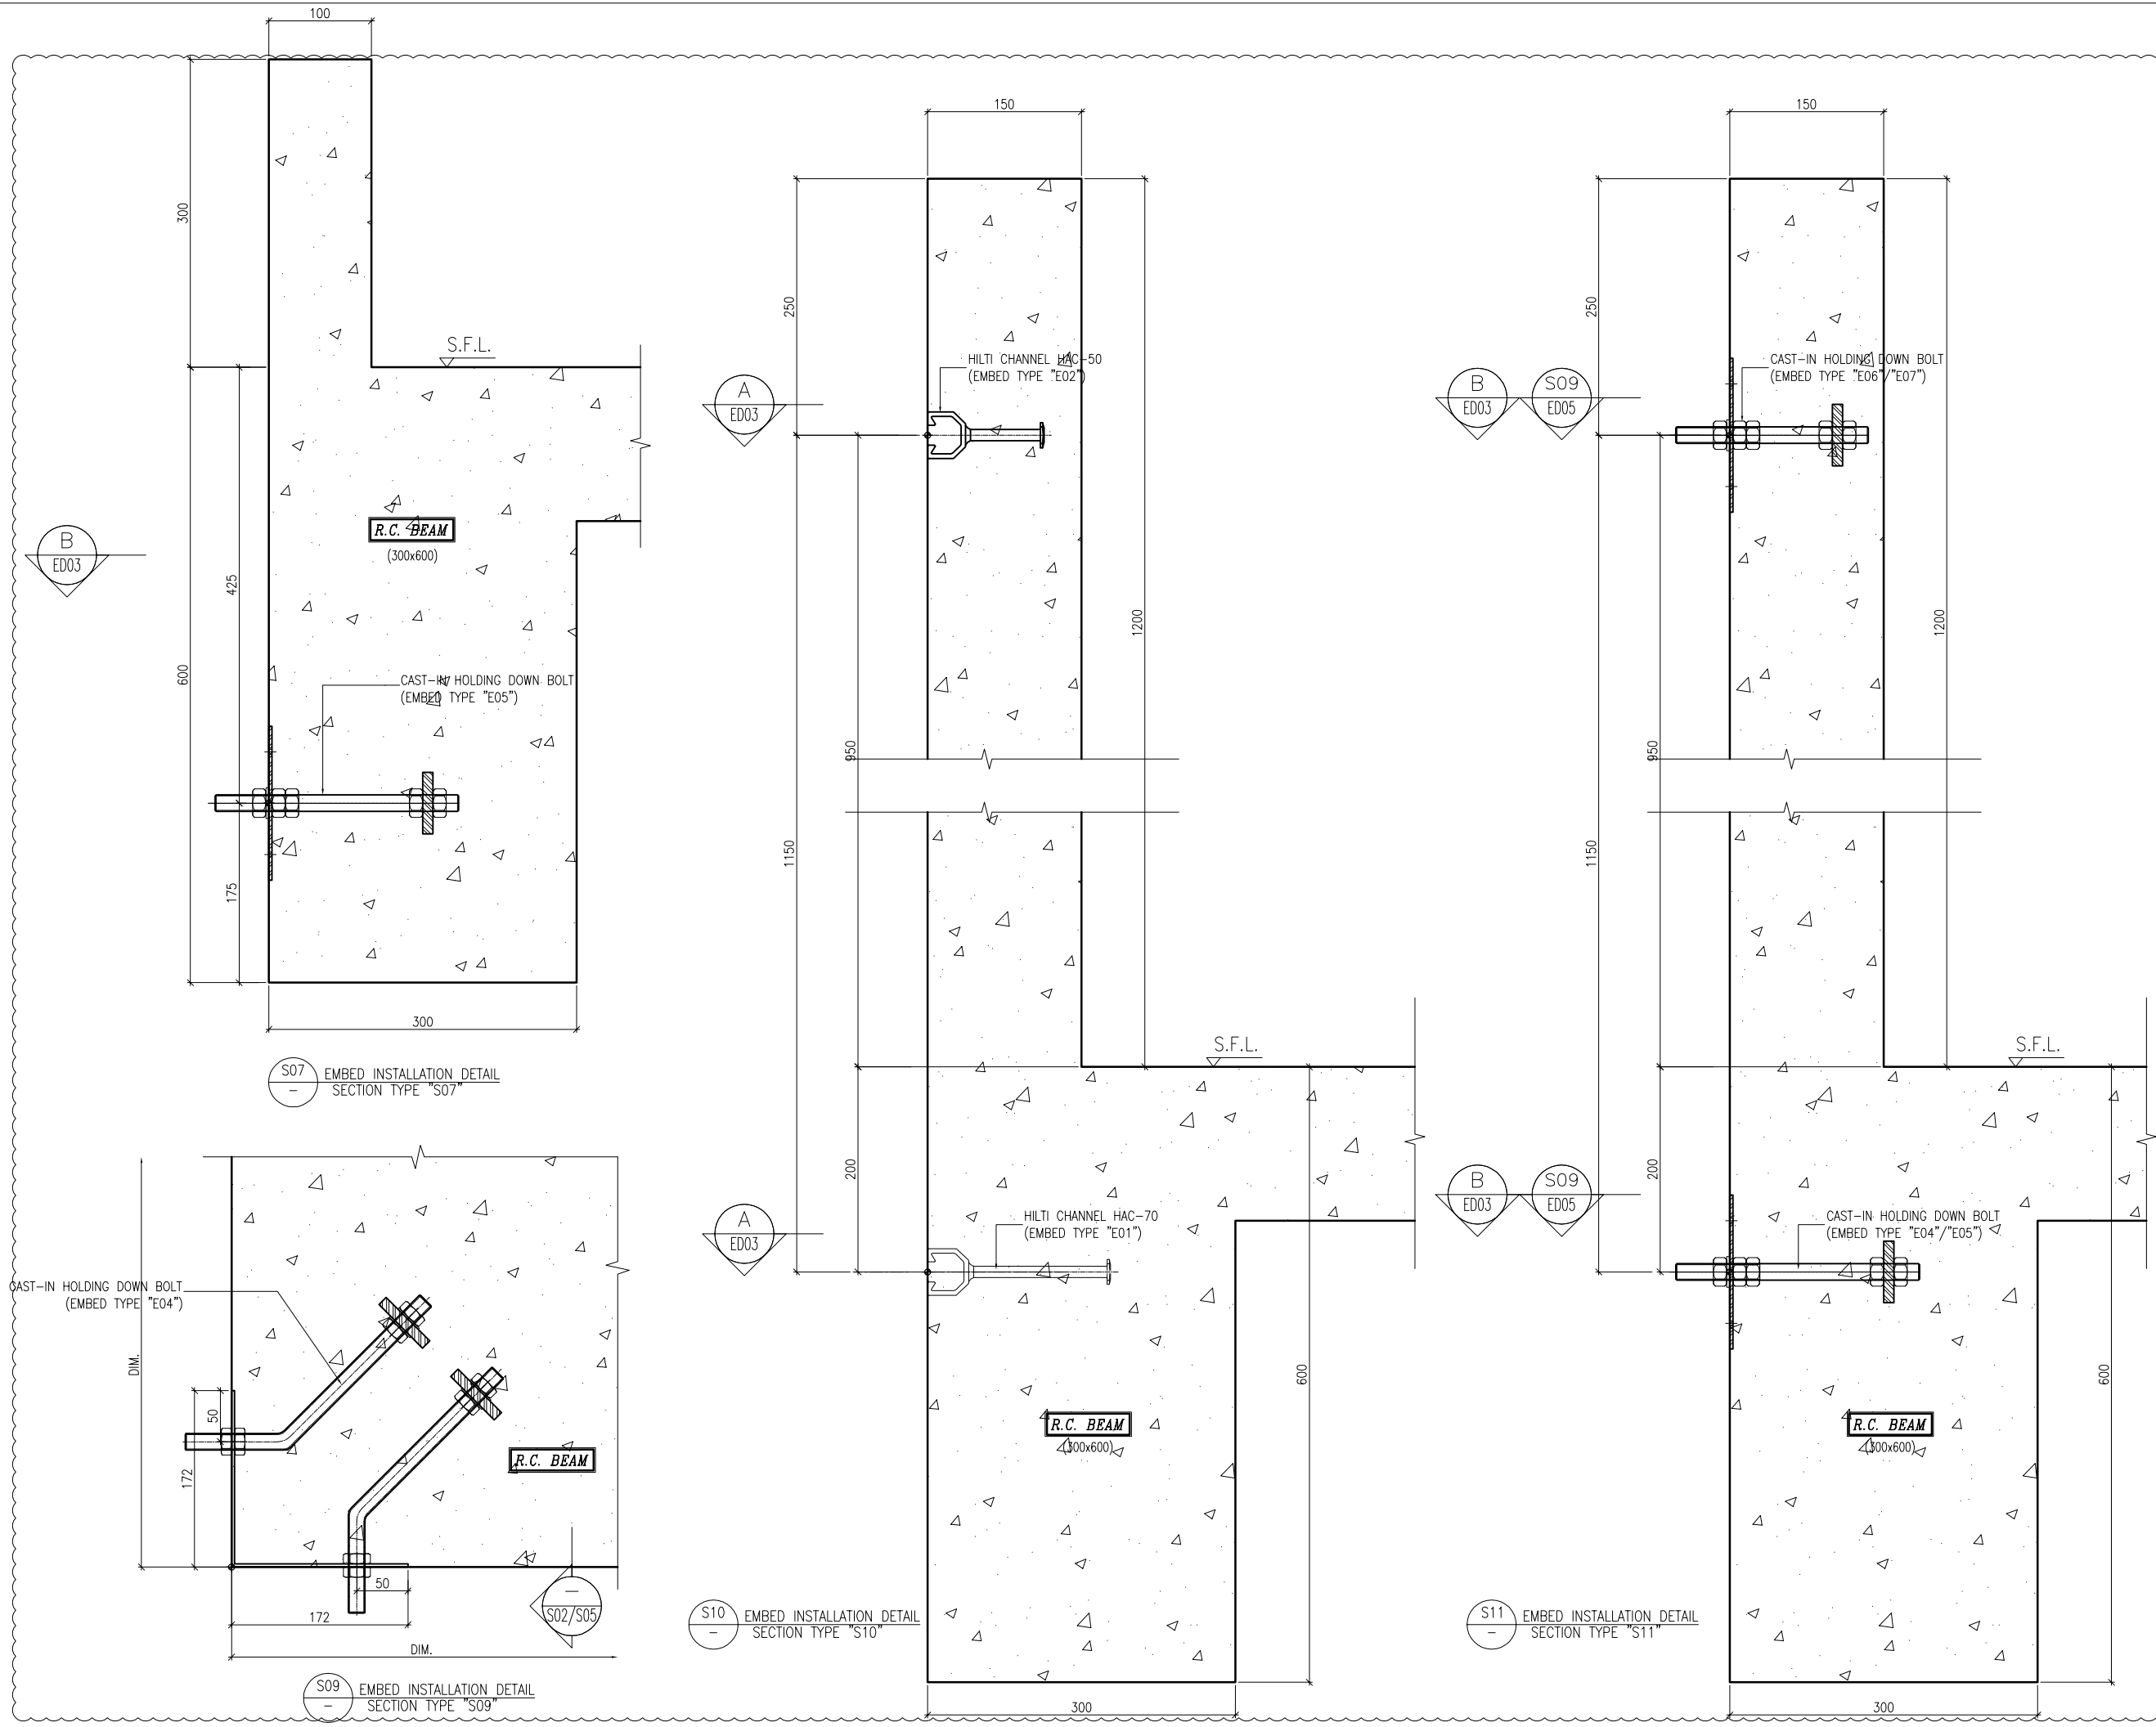 100
300
S.F.L.
R.C. BEAM
(300x600)
B
ED03
425
600
CAST-IN HOLDING DOWN BOLT
(EMBED TYPE "E05")
175
300
S07
-
EMBED INSTALLATION DETAIL
SECTION TYPE "S07"
CAST-IN HOLDING DOWN BOLT
(EMBED TYPE "E04")
DIM.
50
172
R.C. BEAM
50
172
-
S02/S05
DIM.
S09
-
EMBED INSTALLATION DETAIL
SECTION TYPE "S09"
150
250
HILTI CHANNEL HAC-50
(EMBED TYPE "E02")
A
ED03
1200
950
1150
S.F.L.
200
A
ED03
HILTI CHANNEL HAC-70
(EMBED TYPE "E01")
600
R.C. BEAM
(300x600)
S10
-
EMBED INSTALLATION DETAIL
SECTION TYPE "S10"
300
150
250
CAST-IN HOLDING DOWN BOLT
(EMBED TYPE "E06"/"E07")
B
ED03
S09
ED05
1200
950
1150
S.F.L.
200
B
ED03
S09
ED05
CAST-IN HOLDING DOWN BOLT
(EMBED TYPE "E04"/"E05")
600
R.C. BEAM
(300x600)
S11
-
EMBED INSTALLATION DETAIL
SECTION TYPE "S11"
300